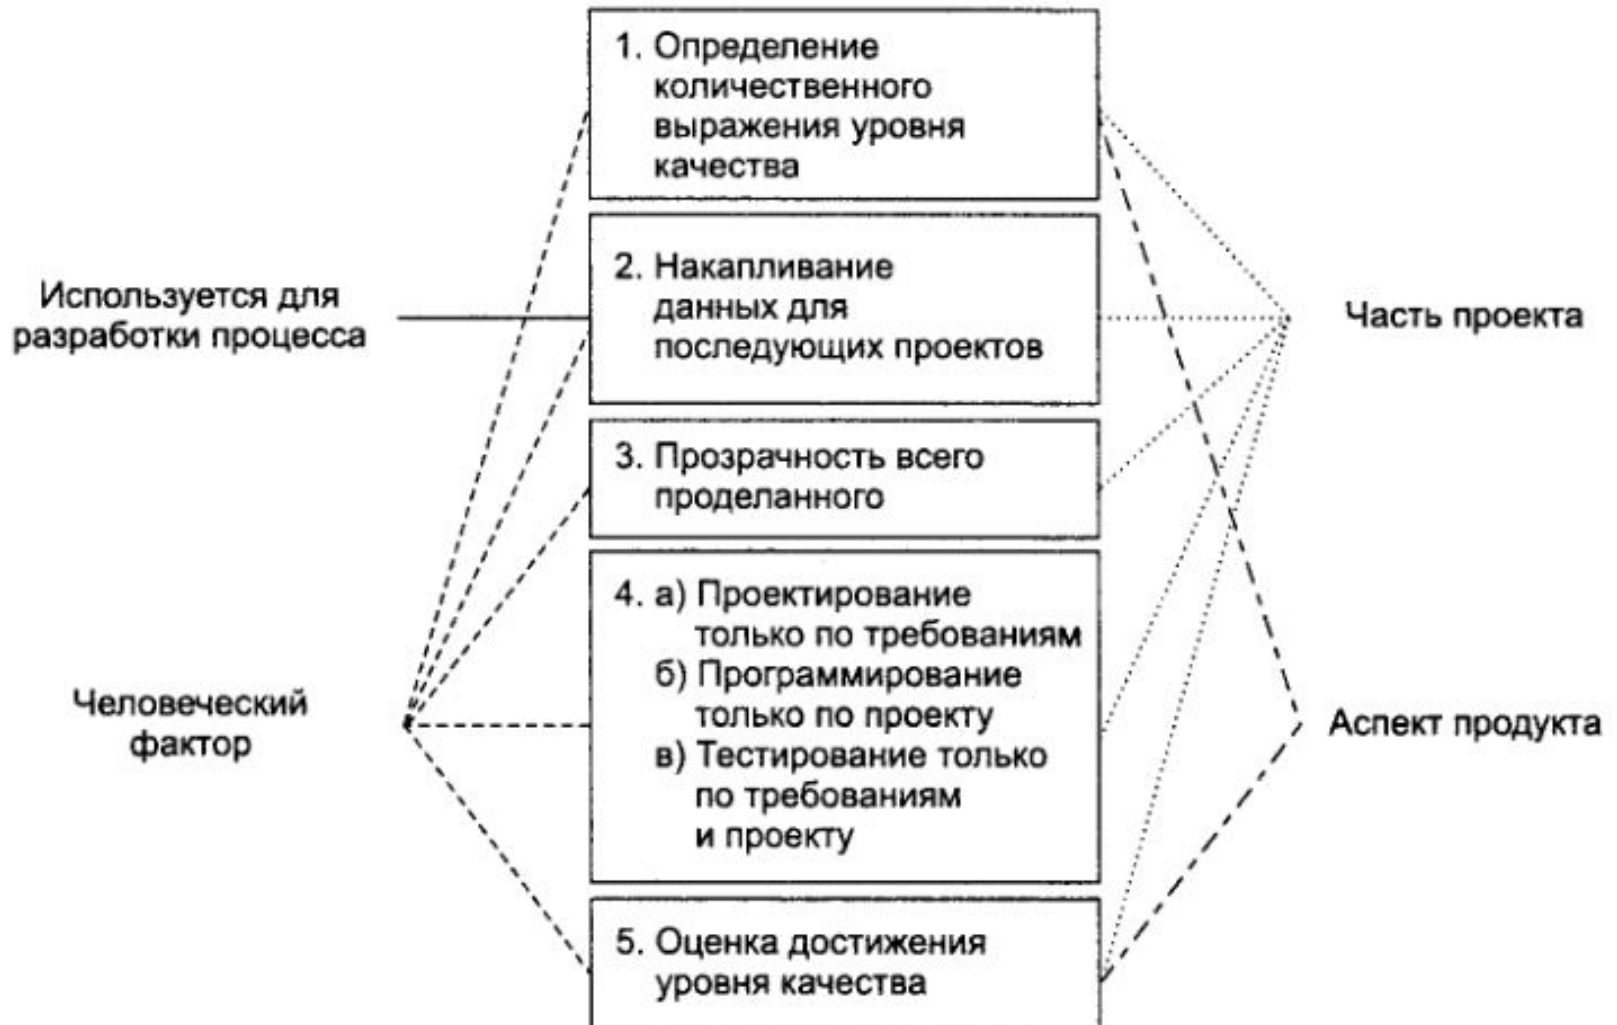 1. Определение
количественного
выражения уровня
качества
2. Накапливание
данных для
последующих проектов
Используется для
разработки процесса
Часть проекта
3. Прозрачность всего
проделанного
4. а) Проектирование
только по требованиям
б) Программирование
только по проекту
в) Тестирование только
по требованиям
и проекту
Человеческий
фактор
Аспект продукта
5. Оценка достижения
уровня качества